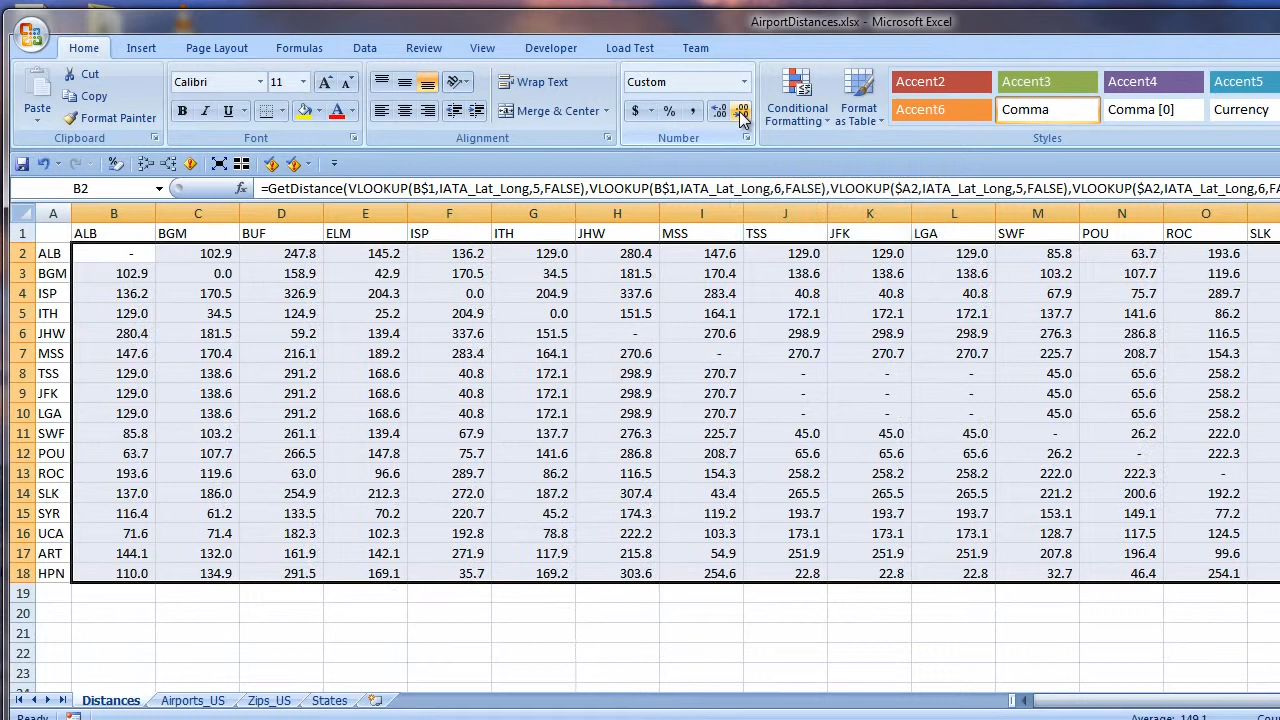 AirportDistances.xlsx - Microsoft Excel
Home Insert Page Layout Formulas Data Review View Developer Load Test Team
Paste Cut Copy Format Painter Clipboard
Calibri 11 A A B I U A Font
Wrap Text Merge & Center Alignment
Custom $ % , .0 .00 .00 .0 Number
Conditional Formatting Format as Table
Accent2 Accent3 Accent4 Accent5
Accent6 Comma Comma [0] Currency
Styles
B2 fx =GetDistance(VLOOKUP(B$1,IATA_Lat_Long,5,FALSE),VLOOKUP(B$1,IATA_Lat_Long,6,FALSE),VLOOKUP($A2,IATA_Lat_Long,5,FALSE),VLOOKUP($A2,IATA_Lat_Long,6,FA
A B C D E F G H I J K L M N O
1 ALB BGM BUF ELM ISP ITH JHW MSS TSS JFK LGA SWF POU ROC SLK
2 ALB - 102.9 247.8 145.2 136.2 129.0 280.4 147.6 129.0 129.0 129.0 85.8 63.7 193.6
3 BGM 102.9 0.0 158.9 42.9 170.5 34.5 181.5 170.4 138.6 138.6 138.6 103.2 107.7 119.6
4 ISP 136.2 170.5 326.9 204.3 0.0 204.9 337.6 283.4 40.8 40.8 40.8 67.9 75.7 289.7
5 ITH 129.0 34.5 124.9 25.2 204.9 0.0 151.5 164.1 172.1 172.1 172.1 137.7 141.6 86.2
6 JHW 280.4 181.5 59.2 139.4 337.6 151.5 - 270.6 298.9 298.9 298.9 276.3 286.8 116.5
7 MSS 147.6 170.4 216.1 189.2 283.4 164.1 270.6 - 270.7 270.7 270.7 225.7 208.7 154.3
8 TSS 129.0 138.6 291.2 168.6 40.8 172.1 298.9 270.7 - - - 45.0 65.6 258.2
9 JFK 129.0 138.6 291.2 168.6 40.8 172.1 298.9 270.7 - - - 45.0 65.6 258.2
10 LGA 129.0 138.6 291.2 168.6 40.8 172.1 298.9 270.7 - - - 45.0 65.6 258.2
11 SWF 85.8 103.2 261.1 139.4 67.9 137.7 276.3 225.7 45.0 45.0 45.0 - 26.2 222.0
12 POU 63.7 107.7 266.5 147.8 75.7 141.6 286.8 208.7 65.6 65.6 65.6 26.2 - 222.3
13 ROC 193.6 119.6 63.0 96.6 289.7 86.2 116.5 154.3 258.2 258.2 258.2 222.0 222.3 -
14 SLK 137.0 186.0 254.9 212.3 272.0 187.2 307.4 43.4 265.5 265.5 265.5 221.2 200.6 192.2
15 SYR 116.4 61.2 133.5 70.2 220.7 45.2 174.3 119.2 193.7 193.7 193.7 153.1 149.1 77.2
16 UCA 71.6 71.4 182.3 102.3 192.8 78.8 222.2 103.5 173.1 173.1 173.1 128.7 117.5 124.5
17 ART 144.1 132.0 161.9 142.1 271.9 117.9 215.8 54.9 251.9 251.9 251.9 207.8 196.4 99.6
18 HPN 110.0 134.9 291.5 169.1 35.7 169.2 303.6 254.6 22.8 22.8 22.8 32.7 46.4 254.1
19
20
21
22
23
Distances Airports_US Zips_US States
Ready Average: 149.1